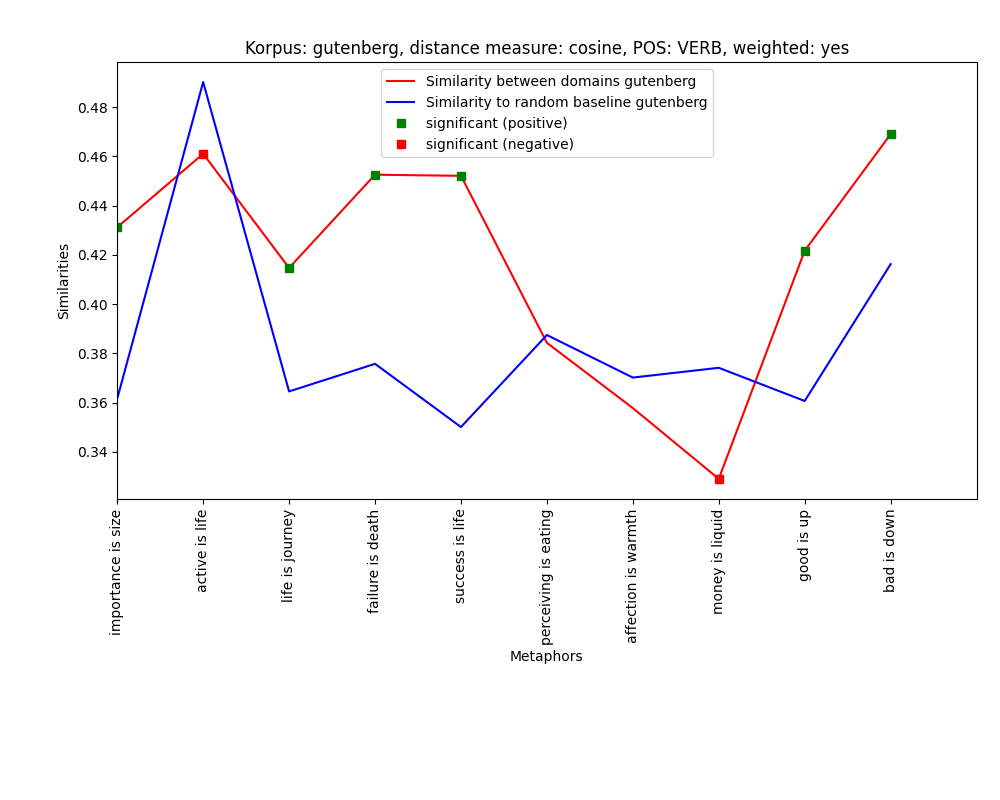 Korpus: gutenberg, distance measure: cosine, POS: VERB, weighted: yes
Similarity between domains gutenberg
Similarity to random baseline gutenberg
significant (positive)
significant (negative)
Similarities
0.48
0.46
0.44
0.42
0.40
0.38
0.36
0.34
importance is size
active is life
life is journey
failure is death
success is life
perceiving is eating
affection is warmth
money is liquid
good is up
bad is down
Metaphors